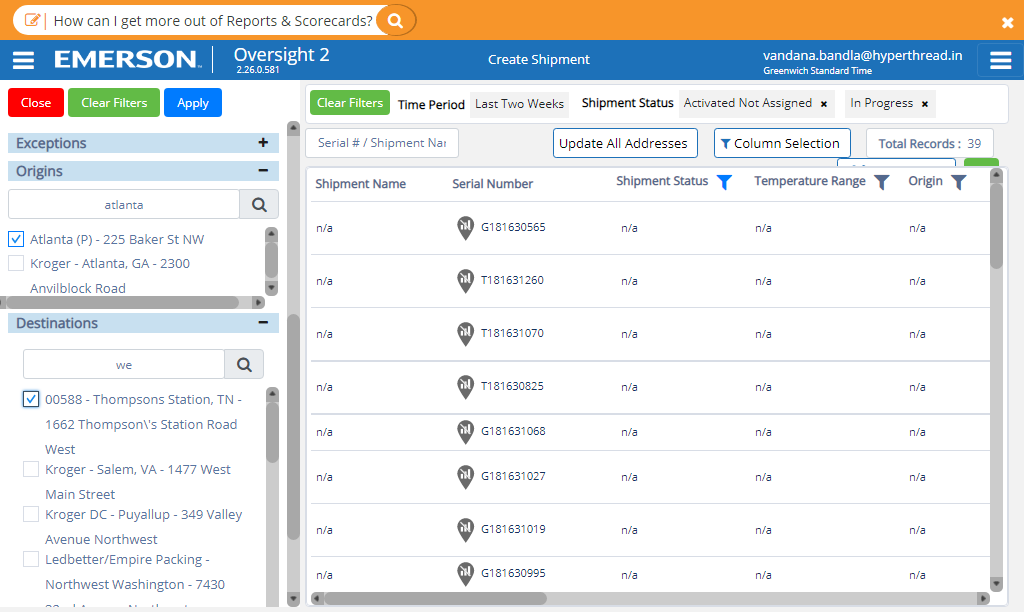 How can I get more out of Reports & Scorecards?
EMERSON
Oversight 2
2.26.0.581
Create Shipment
vandana.bandla@hyperthread.in
Greenwich Standard Time
Close
Clear Filters
Apply
Exceptions
Origins
atlanta
Atlanta (P) - 225 Baker St NW
Kroger - Atlanta, GA - 2300
Anvilblock Road
Destinations
we
00588 - Thompsons Station, TN -
1662 Thompson\'s Station Road
West
Kroger - Salem, VA - 1477 West
Main Street
Kroger DC - Puyallup - 349 Valley
Avenue Northwest
Ledbetter/Empire Packing -
Northwest Washington - 7430
Clear Filters Time Period Last Two Weeks Shipment Status Activated Not Assigned × In Progress ×
Serial # / Shipment Nar
Update All Addresses
Column Selection
Total Records : 39
Shipment Name Serial Number Shipment Status Temperature Range Origin
n/a G181630565 n/a n/a n/a
n/a T181631260 n/a n/a n/a
n/a T181631070 n/a n/a n/a
n/a T181630825 n/a n/a n/a
n/a G181631068 n/a n/a n/a
n/a G181631027 n/a n/a n/a
n/a G181631019 n/a n/a n/a
n/a G181630995 n/a n/a n/a